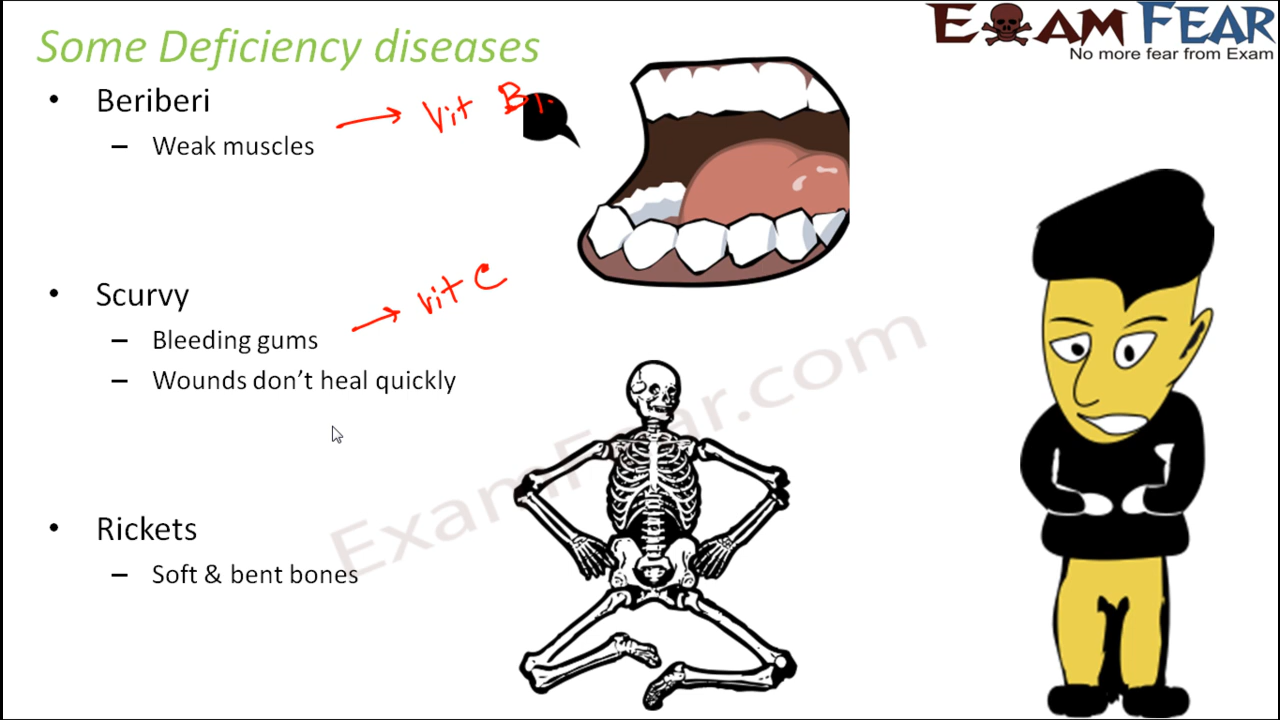 Some Deficiency diseases
EXAM FEAR
No more fear from Exam
• Beriberi
– Weak muscles
→ Vit B1.
• Scurvy
– Bleeding gums
→ vit C
– Wounds don't heal quickly
• Rickets
– Soft & bent bones
ExamFear.com